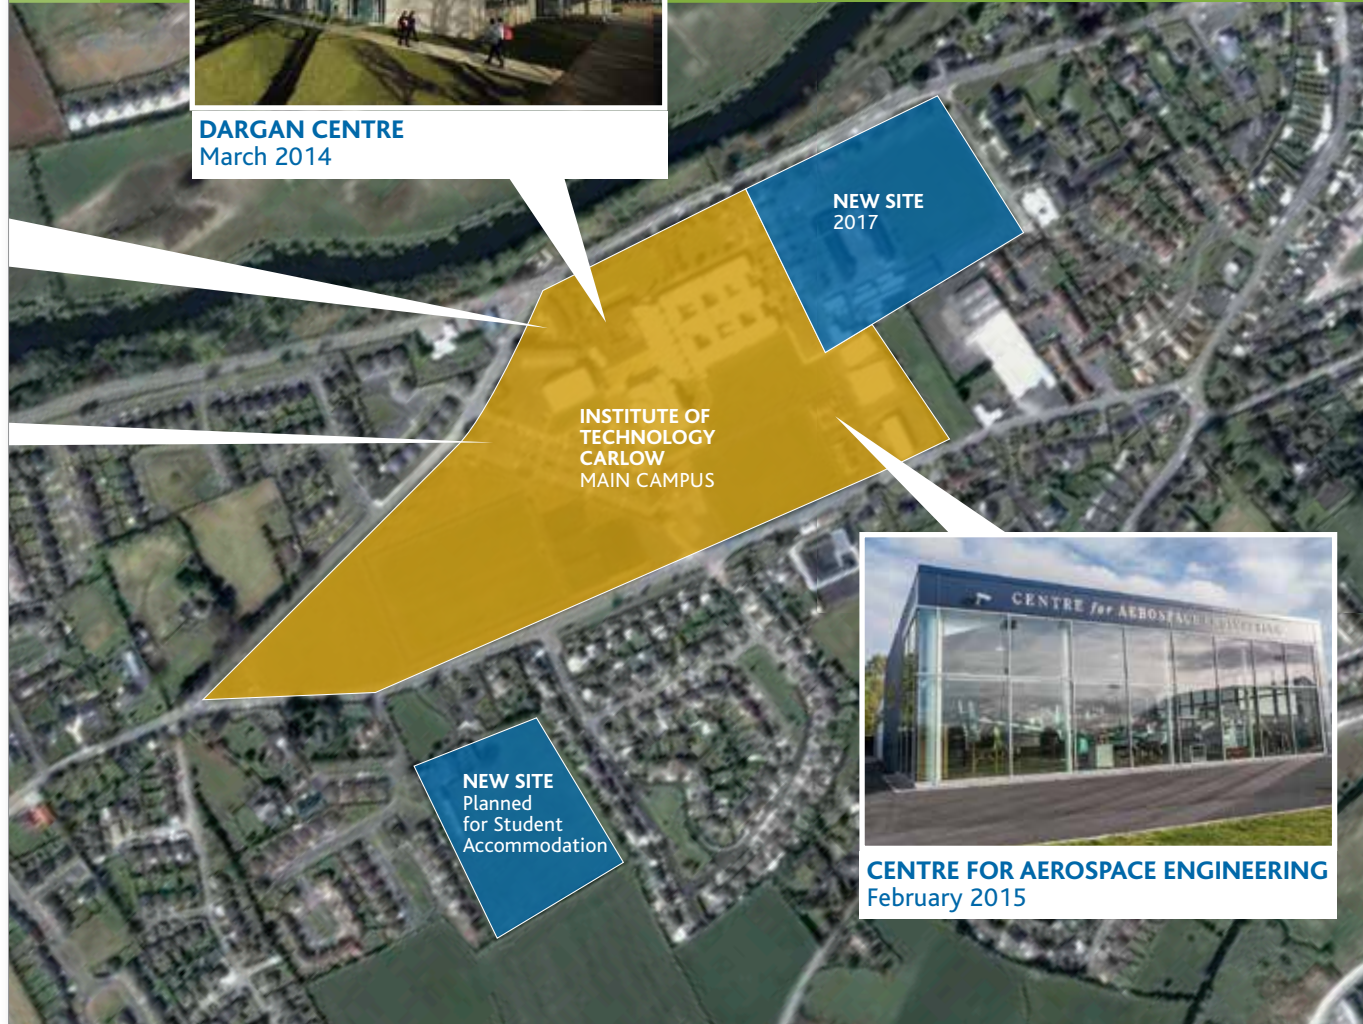 DARGAN CENTRE
March 2014
NEW SITE
2017
INSTITUTE OF
TECHNOLOGY
CARLOW
MAIN CAMPUS
CENTRE for AEROSPACE ENGINEERING
CENTRE FOR AEROSPACE ENGINEERING
February 2015
NEW SITE
Planned
for Student
Accommodation